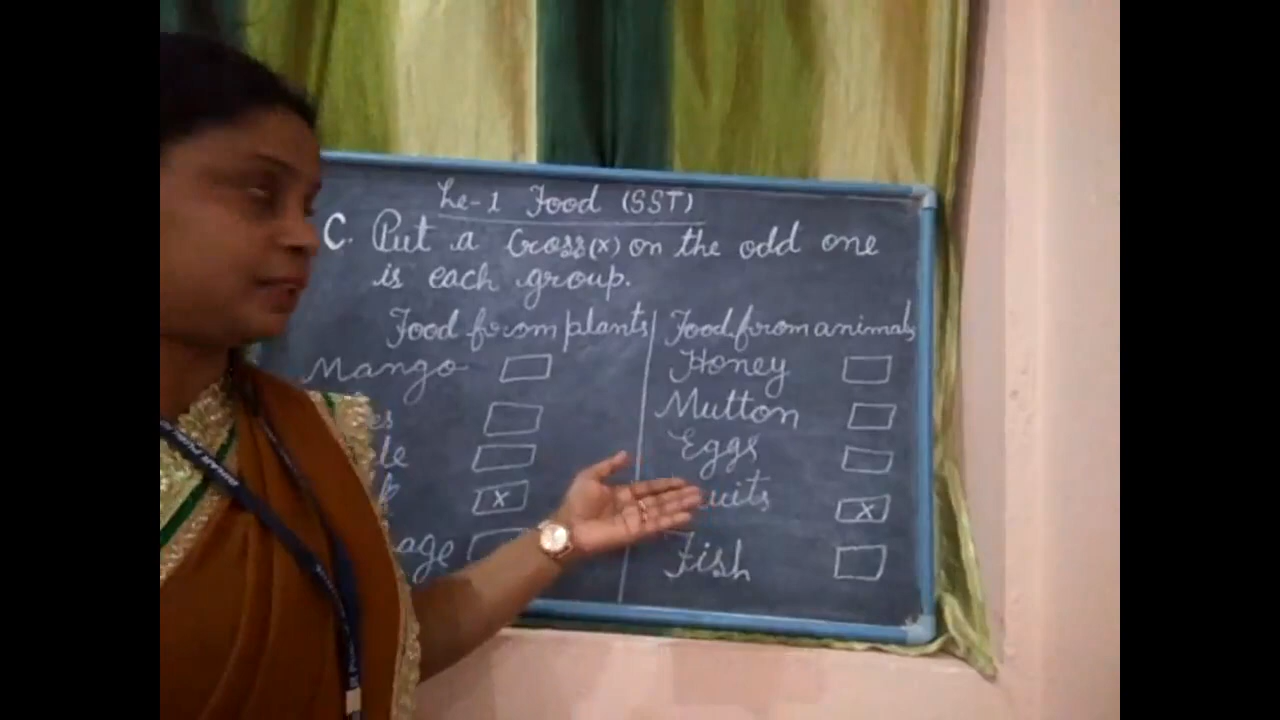 Le-1 Food (SST)
C. Put a Cross(x) on the odd one
is each group.
Food from plants
Mango
x
Food from animals
Honey
Mutton
Eggs
x
Fish